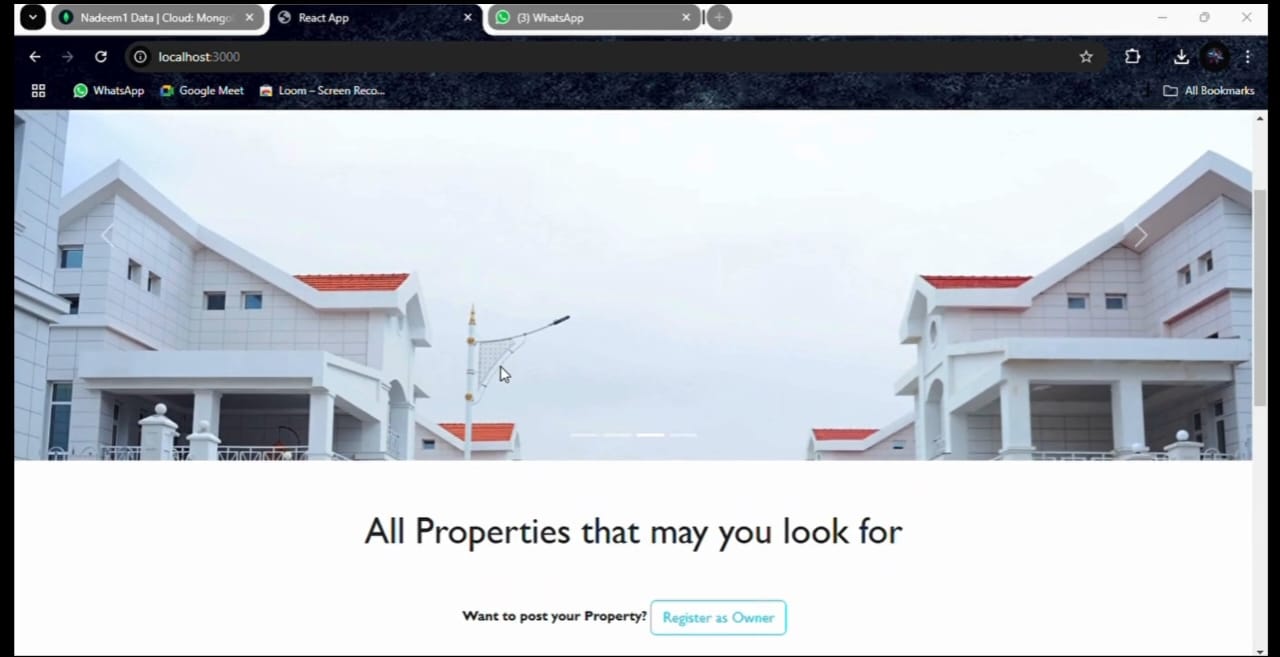 Nadeem1 Data | Cloud: Mongo
React App
(3) WhatsApp
localhost:3000
WhatsApp
Google Meet
Loom – Screen Reco...
All Bookmarks
All Properties that may you look for
Want to post your Property? Register as Owner